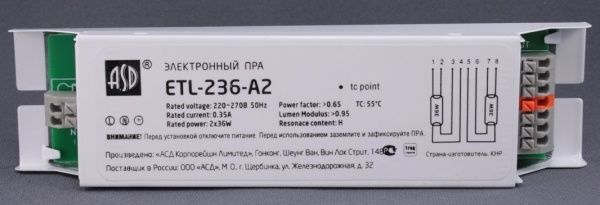 ASD ®
ЭЛЕКТРОННЫЙ ПРА
ETL-236-A2
Rated voltage: 220-270В 50Hz
Rated current: 0.35A
Rated power: 2x36W
• tc point
Power factor: >0.65
TC: 55°C
Lumen Modulus: >0.95
Resonace content: H
1 2 3 4 5 6 7 8
36W
36W
L N
ВНИМАНИЕ! Перед установкой отключите питание. Перед использованием заземлите и зафиксируйте ПРА.
Произведено: «АСД Корпорейшн Лимитед», Гонконг, Шеунг Ван, Вин Лок Стрит, 148
Поставщик в России: ООО «АСД», М. О., г. Щербинка, ул. Железнодорожная, д. 32
Страна-изготовитель: КНР